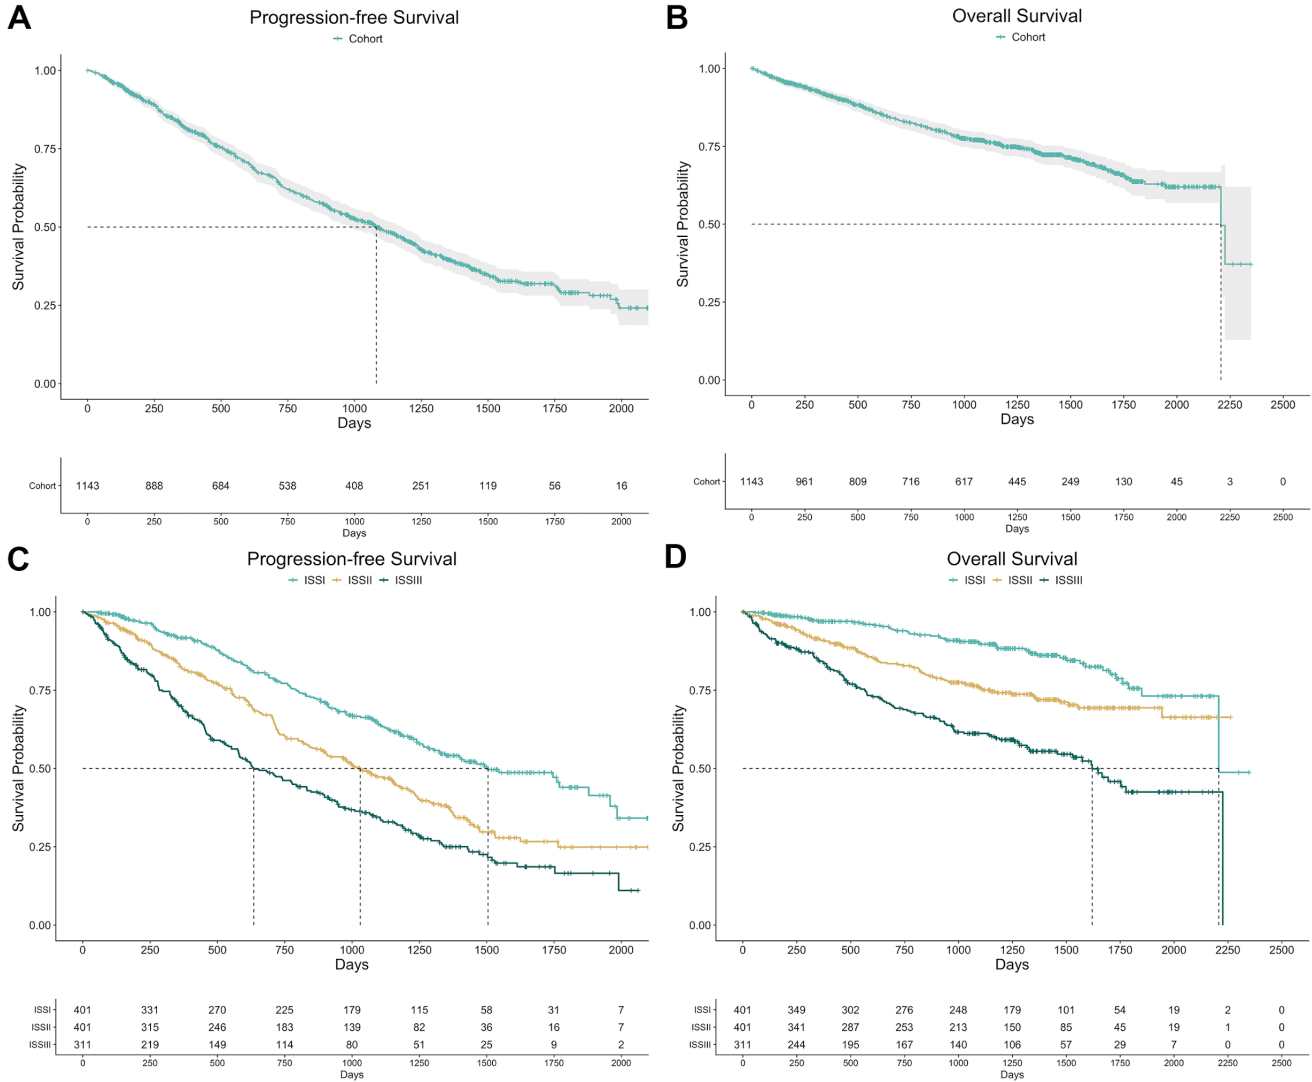 A
Progression-free Survival
Cohort
Survival Probability
1.00
0.75
0.50
0.25
0.00
0 250 500 750 1000 1250 1500 1750 2000
Days
Cohort 1143 888 684 538 408 251 119 56 16
0 250 500 750 1000 1250 1500 1750 2000
Days
B
Overall Survival
Cohort
Survival Probability
1.00
0.75
0.50
0.25
0.00
0 250 500 750 1000 1250 1500 1750 2000 2250 2500
Days
Cohort 1143 961 809 716 617 445 249 130 45 3 0
0 250 500 750 1000 1250 1500 1750 2000 2250 2500
Days
C
Progression-free Survival
ISSI ISSII ISSIII
Survival Probability
1.00
0.75
0.50
0.25
0.00
0 250 500 750 1000 1250 1500 1750 2000
Days
ISSI 401 331 270 225 179 115 58 31 7
ISSII 401 315 246 183 139 82 36 16 7
ISSIII 311 219 149 114 80 51 25 9 2
0 250 500 750 1000 1250 1500 1750 2000
Days
D
Overall Survival
ISSI ISSII ISSIII
Survival Probability
1.00
0.75
0.50
0.25
0.00
0 250 500 750 1000 1250 1500 1750 2000 2250 2500
Days
ISSI 401 349 302 276 248 179 101 54 19 2 0
ISSII 401 341 287 253 213 150 85 45 19 1 0
ISSIII 311 244 195 167 140 106 57 29 7 0 0
0 250 500 750 1000 1250 1500 1750 2000 2250 2500
Days